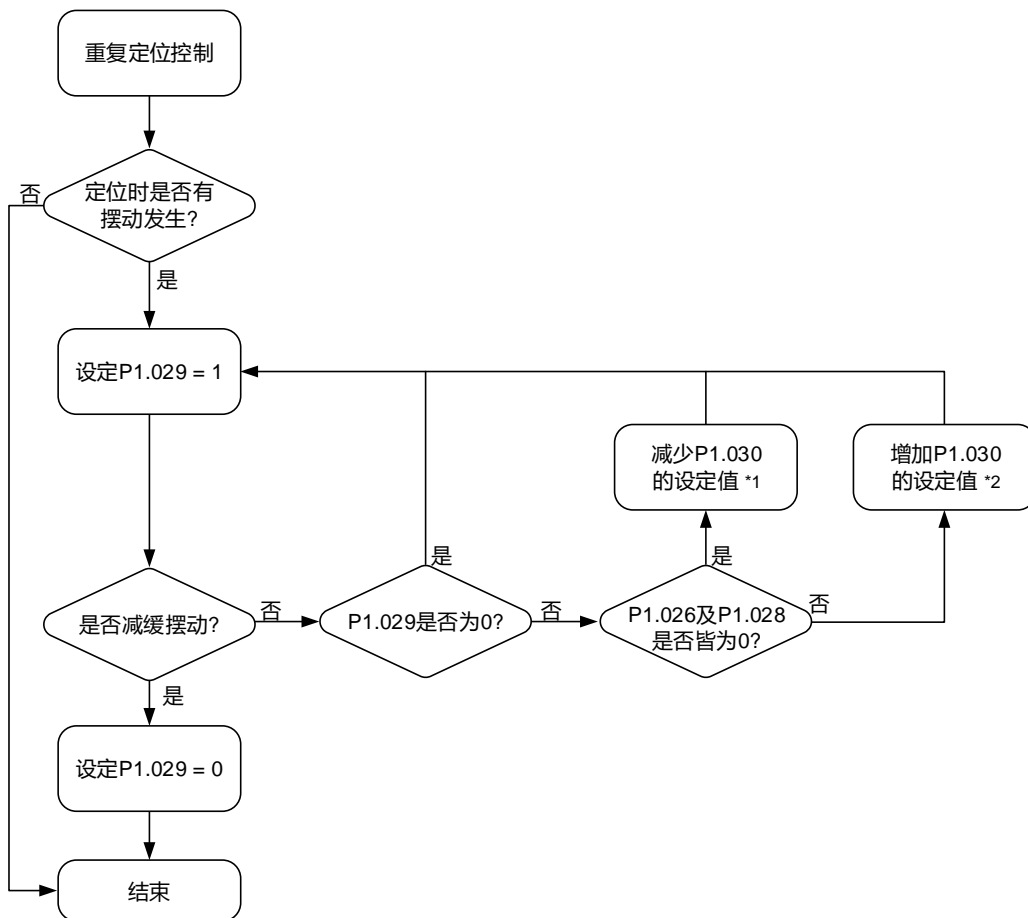 重复定位控制
定位时是否有
摆动发生?
否
是
设定P1.029 = 1
减少P1.030
的设定值 *1
增加P1.030
的设定值 *2
是否减缓摆动?
否
P1.029是否为0?
是
否
P1.026及P1.028
是否皆为0?
是
否
是
设定P1.029 = 0
结束